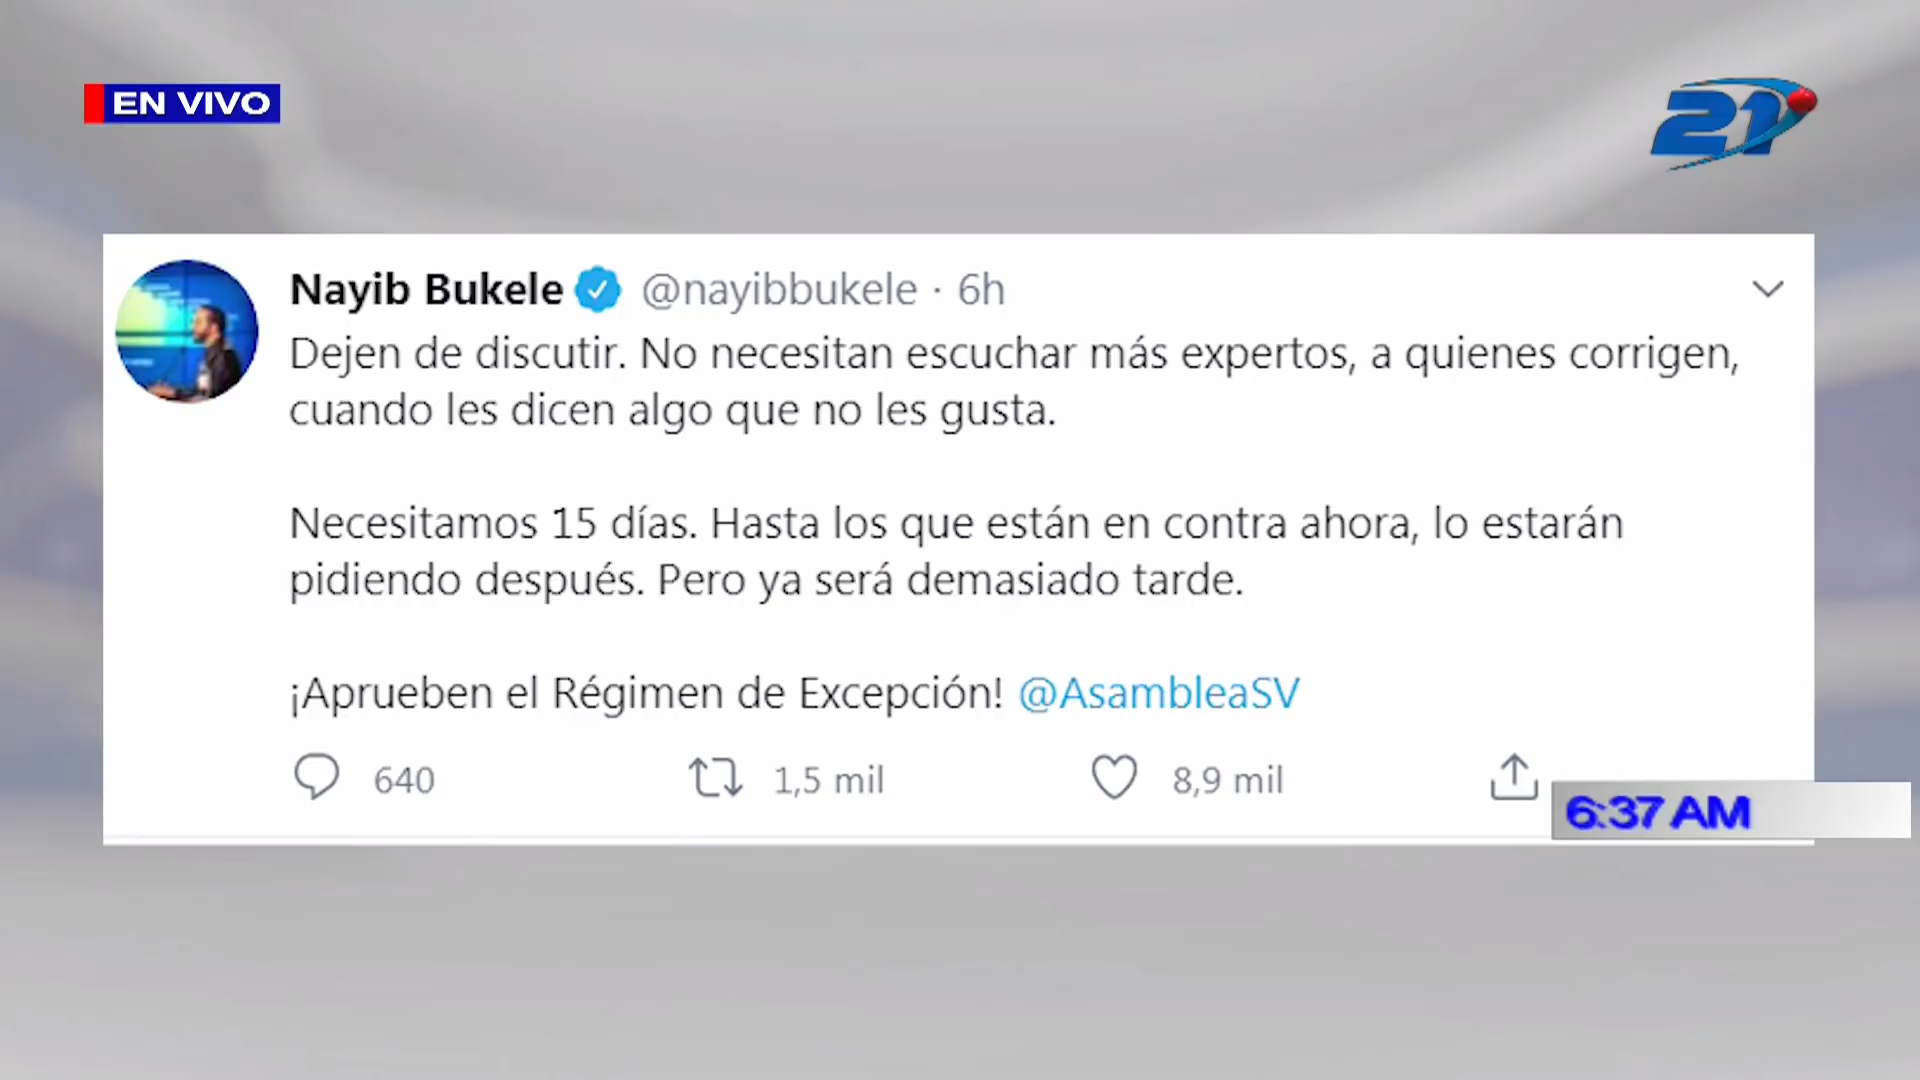 EN VIVO
21
Nayib Bukele @nayibbukele · 6h
Dejen de discutir. No necesitan escuchar más expertos, a quienes corrigen,
cuando les dicen algo que no les gusta.
Necesitamos 15 días. Hasta los que están en contra ahora, lo estarán
pidiendo después. Pero ya será demasiado tarde.
¡Aprueben el Régimen de Excepción! @AsambleaSV
640 1,5 mil 8,9 mil
6:37 AM